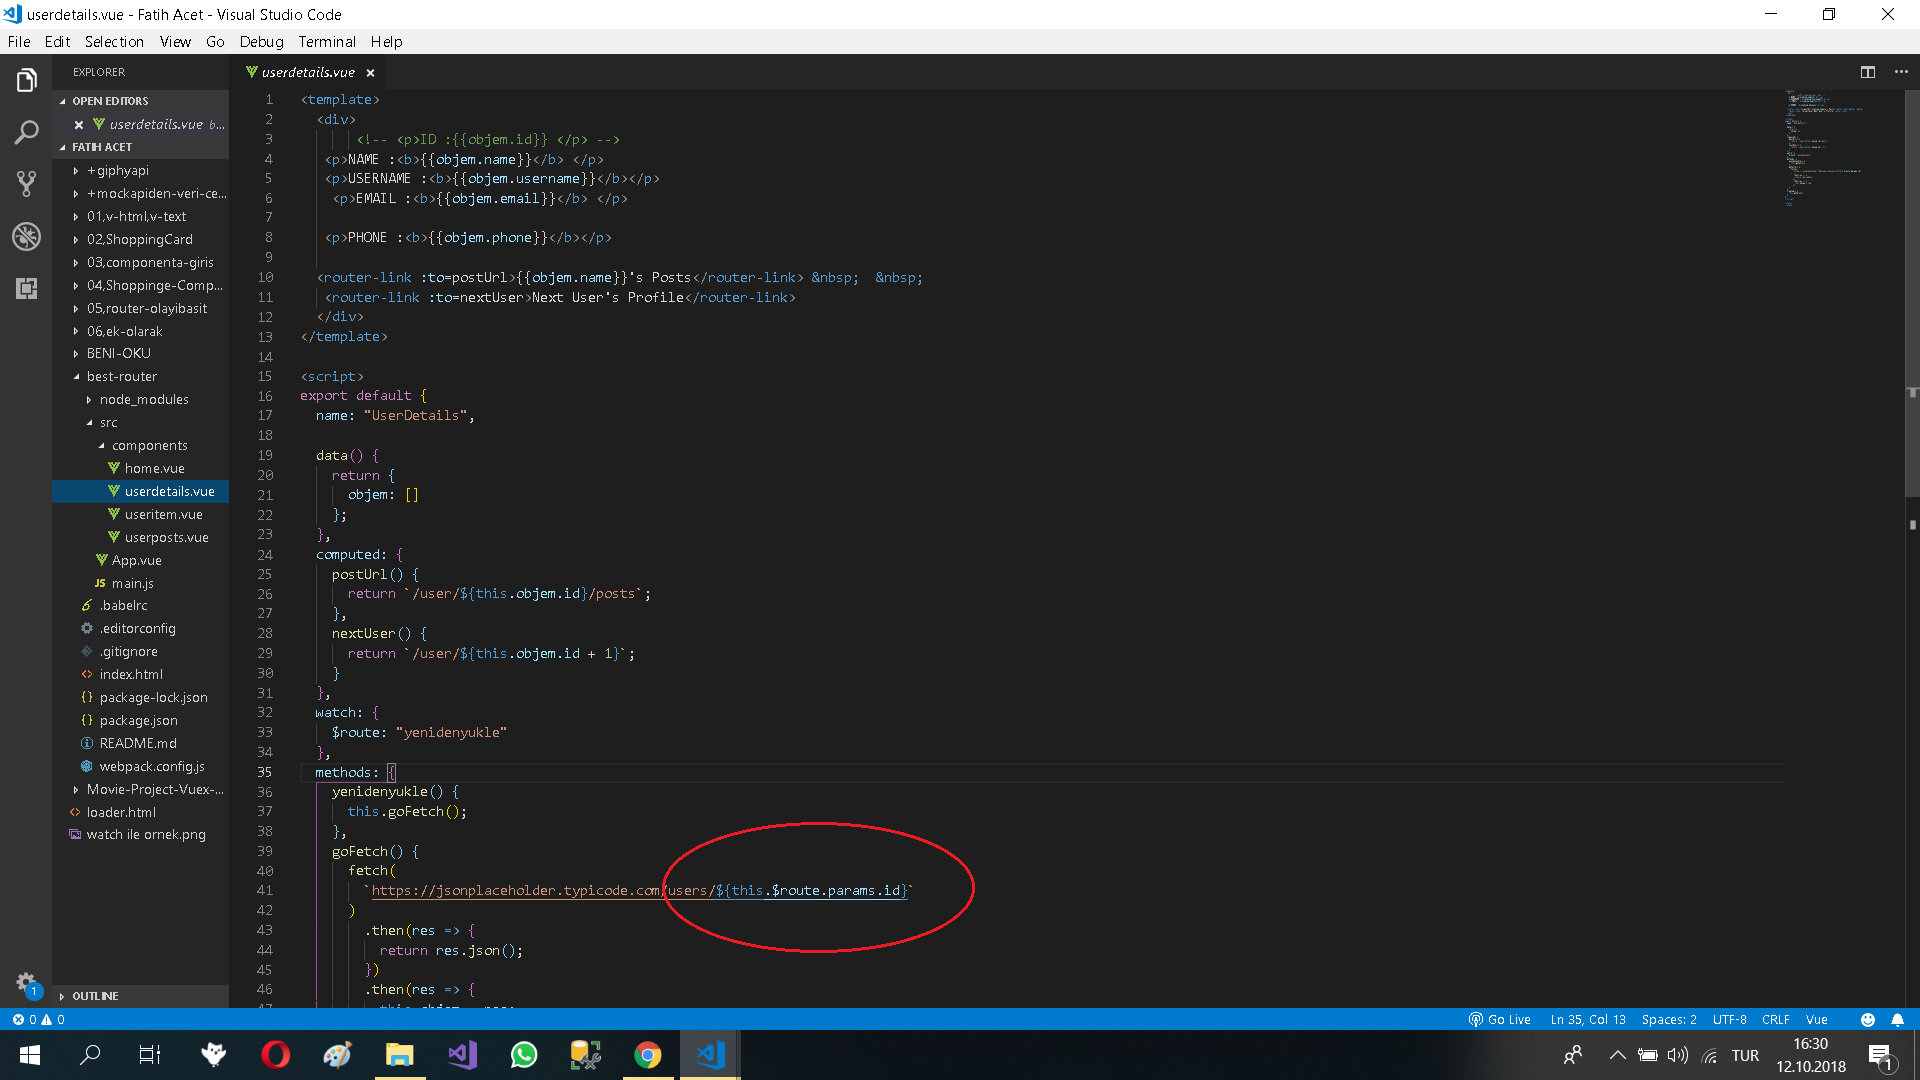 userdetails.vue - Fatih Acet - Visual Studio Code
File Edit Selection View Go Debug Terminal Help
EXPLORER
OPEN EDITORS
userdetails.vue b...
FATIH ACET
+giphyapi
+mockapiden-veri-ce...
01,v-html,v-text
02,ShoppingCard
03,componenta-giris
04,Shoppinge-Comp...
05,router-olayibasit
06,ek-olarak
BENI-OKU
best-router
node_modules
src
components
home.vue
userdetails.vue
useritem.vue
userposts.vue
App.vue
JS main.js
.babelrc
.editorconfig
.gitignore
index.html
package-lock.json
package.json
README.md
webpack.config.js
Movie-Project-Vuex-...
loader.html
watch ile ornek.png
OUTLINE
1
userdetails.vue
1 <template>
2 <div>
3 <!-- <p>ID :{{objem.id}} </p> -->
4 <p>NAME :<b>{{objem.name}}</b> </p>
5 <p>USERNAME :<b>{{objem.username}}</b></p>
6 <p>EMAIL :<b>{{objem.email}}</b> </p>
7
8 <p>PHONE :<b>{{objem.phone}}</b></p>
9
10 <router-link :to=postUrl>{{objem.name}}'s Posts</router-link> &nbsp;  &nbsp;
11 <router-link :to=nextUser>Next User's Profile</router-link>
12 </div>
13 </template>
14
15 <script>
16 export default {
17 name: "UserDetails",
18
19 data() {
20 return {
21 objem: []
22 };
23 },
24 computed: {
25 postUrl() {
26 return `/user/${this.objem.id}/posts`;
27 },
28 nextUser() {
29 return `/user/${this.objem.id + 1}`;
30 }
31 },
32 watch: {
33 $route: "yenidenyukle"
34 },
35 methods: {
36 yenidenyukle() {
37 this.goFetch();
38 },
39 goFetch() {
40 fetch(
41 `https://jsonplaceholder.typicode.com/users/${this.$route.params.id}`
42 )
43 .then(res => {
44 return res.json();
45 })
46 .then(res => {
0 0
Go Live Ln 35, Col 13 Spaces: 2 UTF-8 CRLF Vue
TUR
16:30
12.10.2018
1